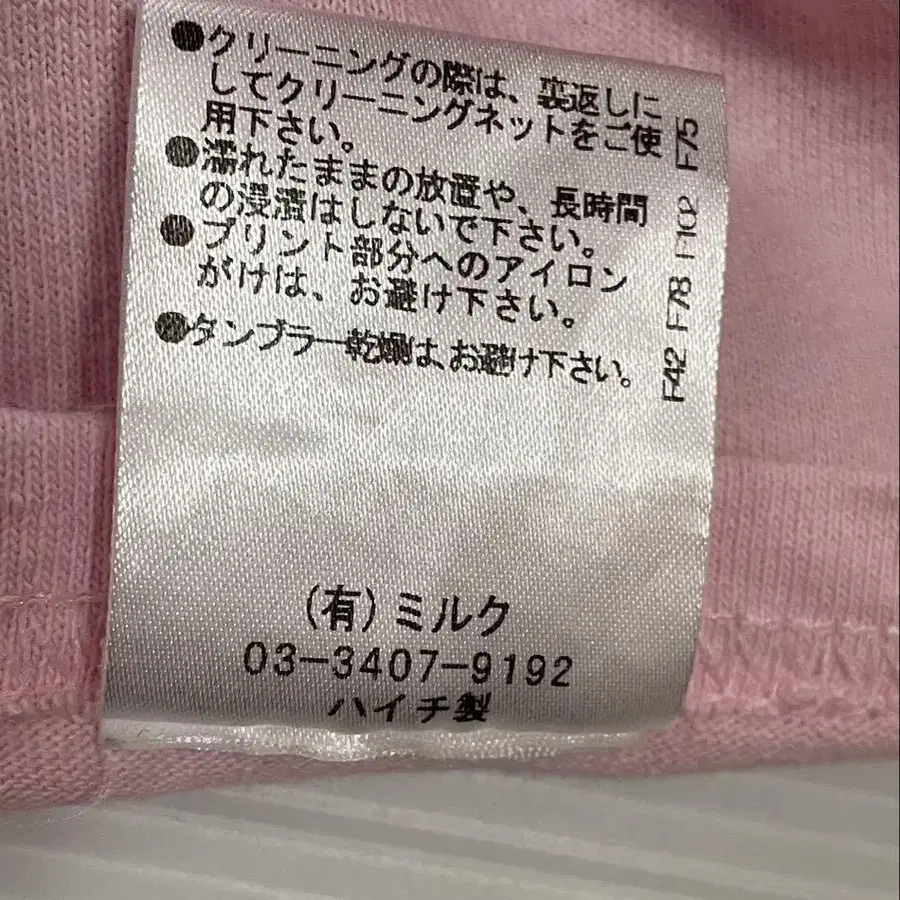 ●クリーニングの際は、裏返しに
してクリーニングネットをご使
用下さい。
●濡れたままの放置や、長時間
の浸漬はしないで下さい。
●プリント部分へのアイロン
がけは、お避け下さい。
●タンブラー乾燥は、お避け下さい。
F42 F78 F102 F75
(有)ミルク
03-3407-9192
ハイチ製